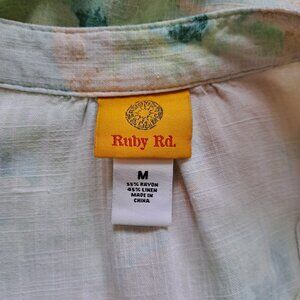 Ruby Rd.
M
55% RAYON
45% LINEN
MADE IN
CHINA